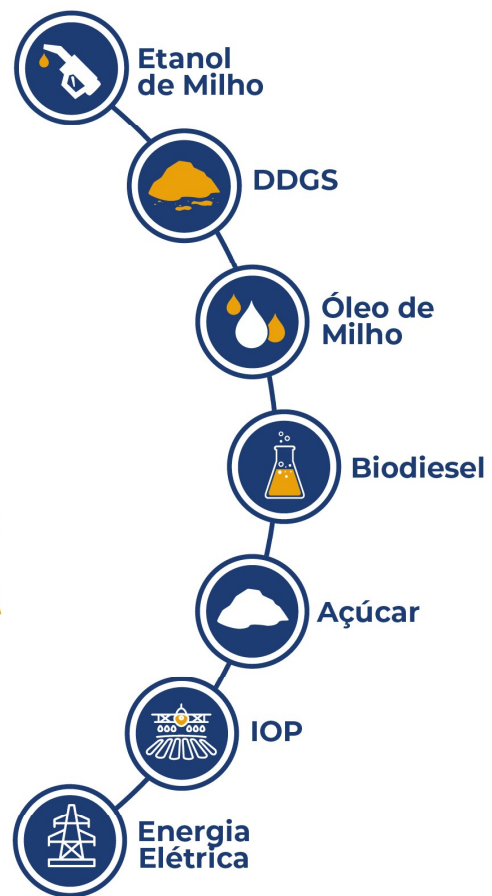 Etanol
de Milho
DDGS
Óleo de
Milho
Biodiesel
Açúcar
IOP
Energia
Elétrica